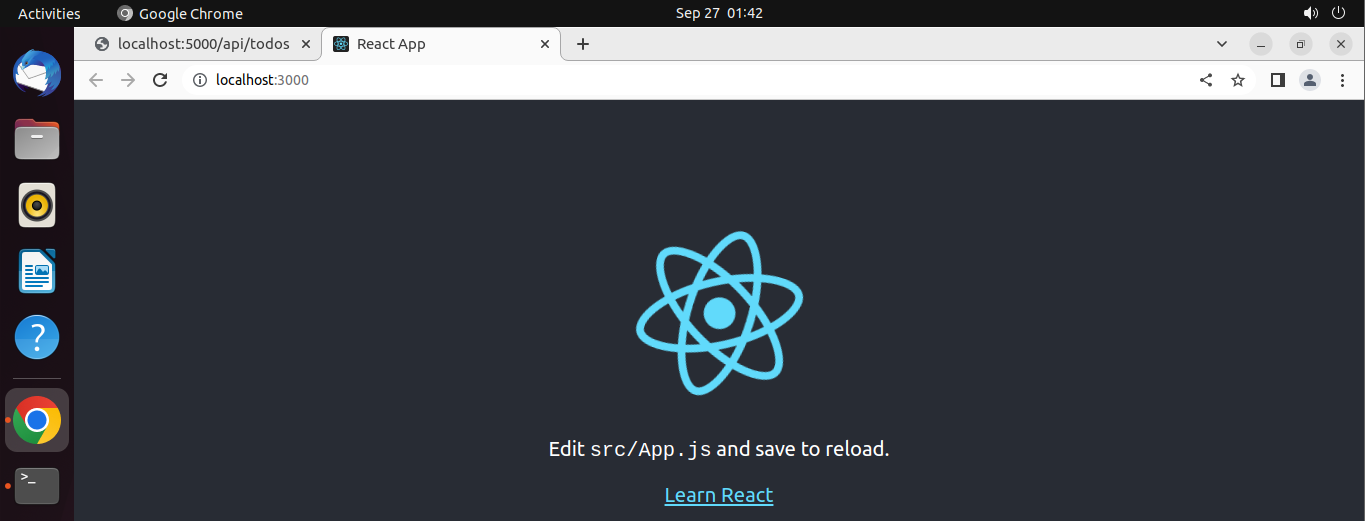 Activities Google Chrome Sep 27 01:42
localhost:5000/api/todos React App
localhost:3000
?
>_
Edit src/App.js and save to reload.
Learn React